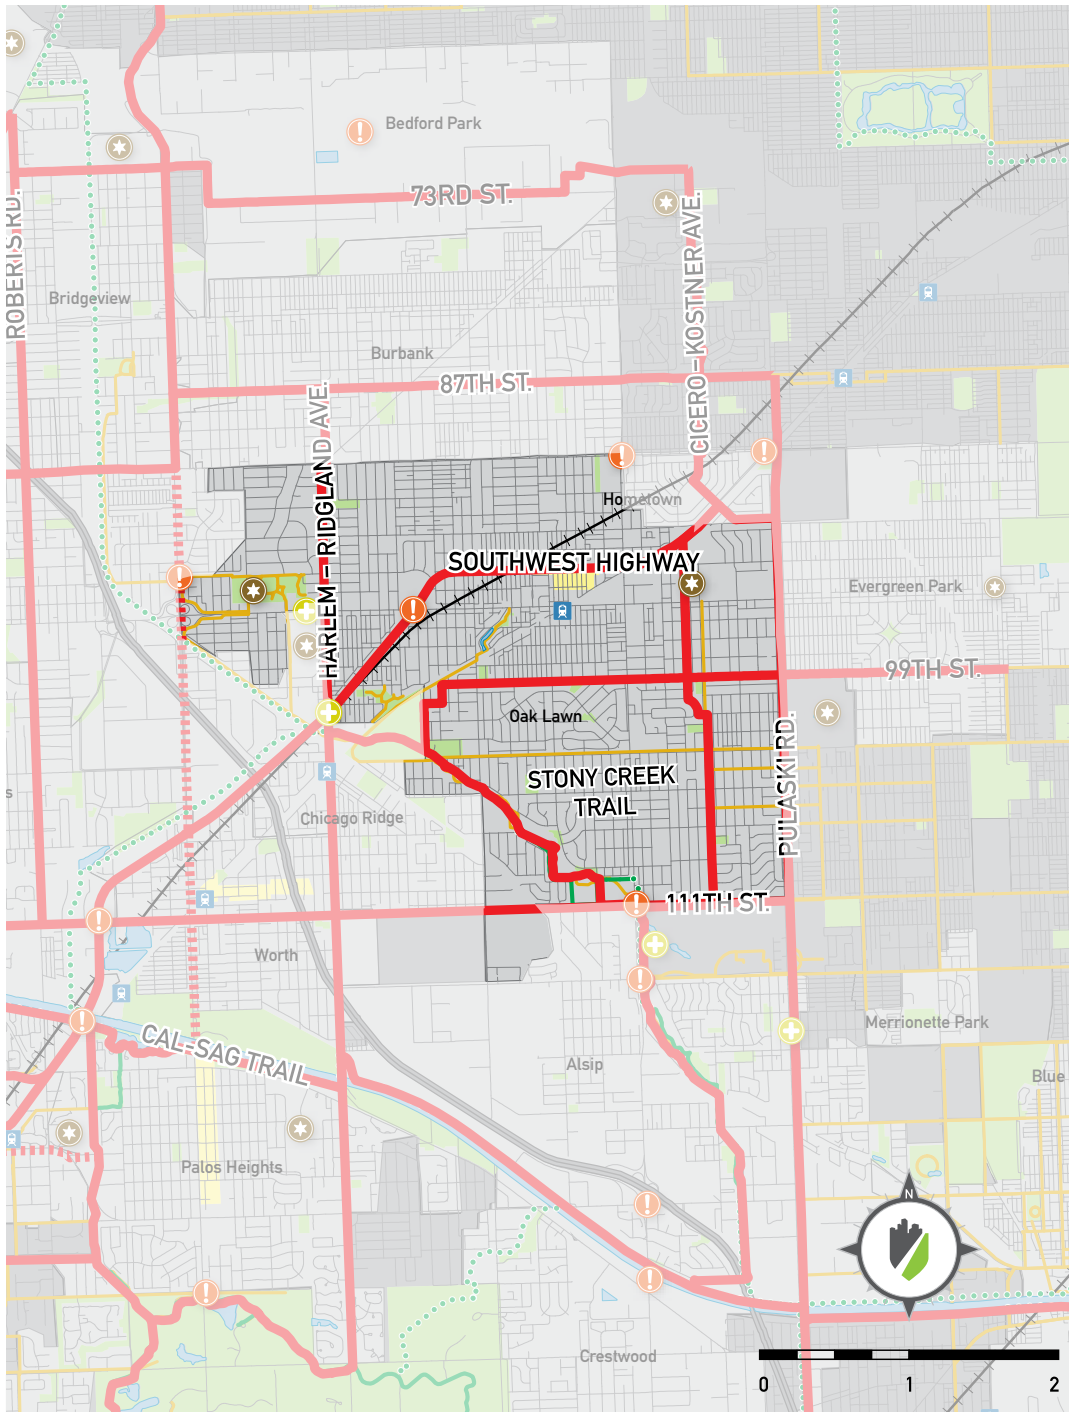 Bedford Park
73RD ST.
ROBERTS RD.
CICERO-KOSTNER AVE.
Bridgeview
Burbank
87TH ST.
HARLEM - RIDGLAND AVE.
Hometown
SOUTHWEST HIGHWAY
Evergreen Park
99TH ST.
Oak Lawn
PULASKI RD.
STONY CREEK
TRAIL
s
Chicago Ridge
111TH ST.
Worth
Merrionette Park
CAL-SAG TRAIL
Alsip
Blue
Palos Heights
N
Crestwood
0 1 2